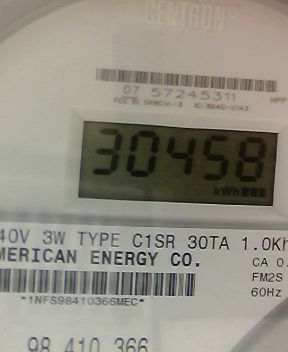 CENTRON®
07 57245311
30458
kWh
40V 3W TYPE C1SR 30TA 1.0Kh
MERICAN ENERGY CO.
CA 0.
FM2S
60Hz
*1NFS98410366MEC*
98 410 366